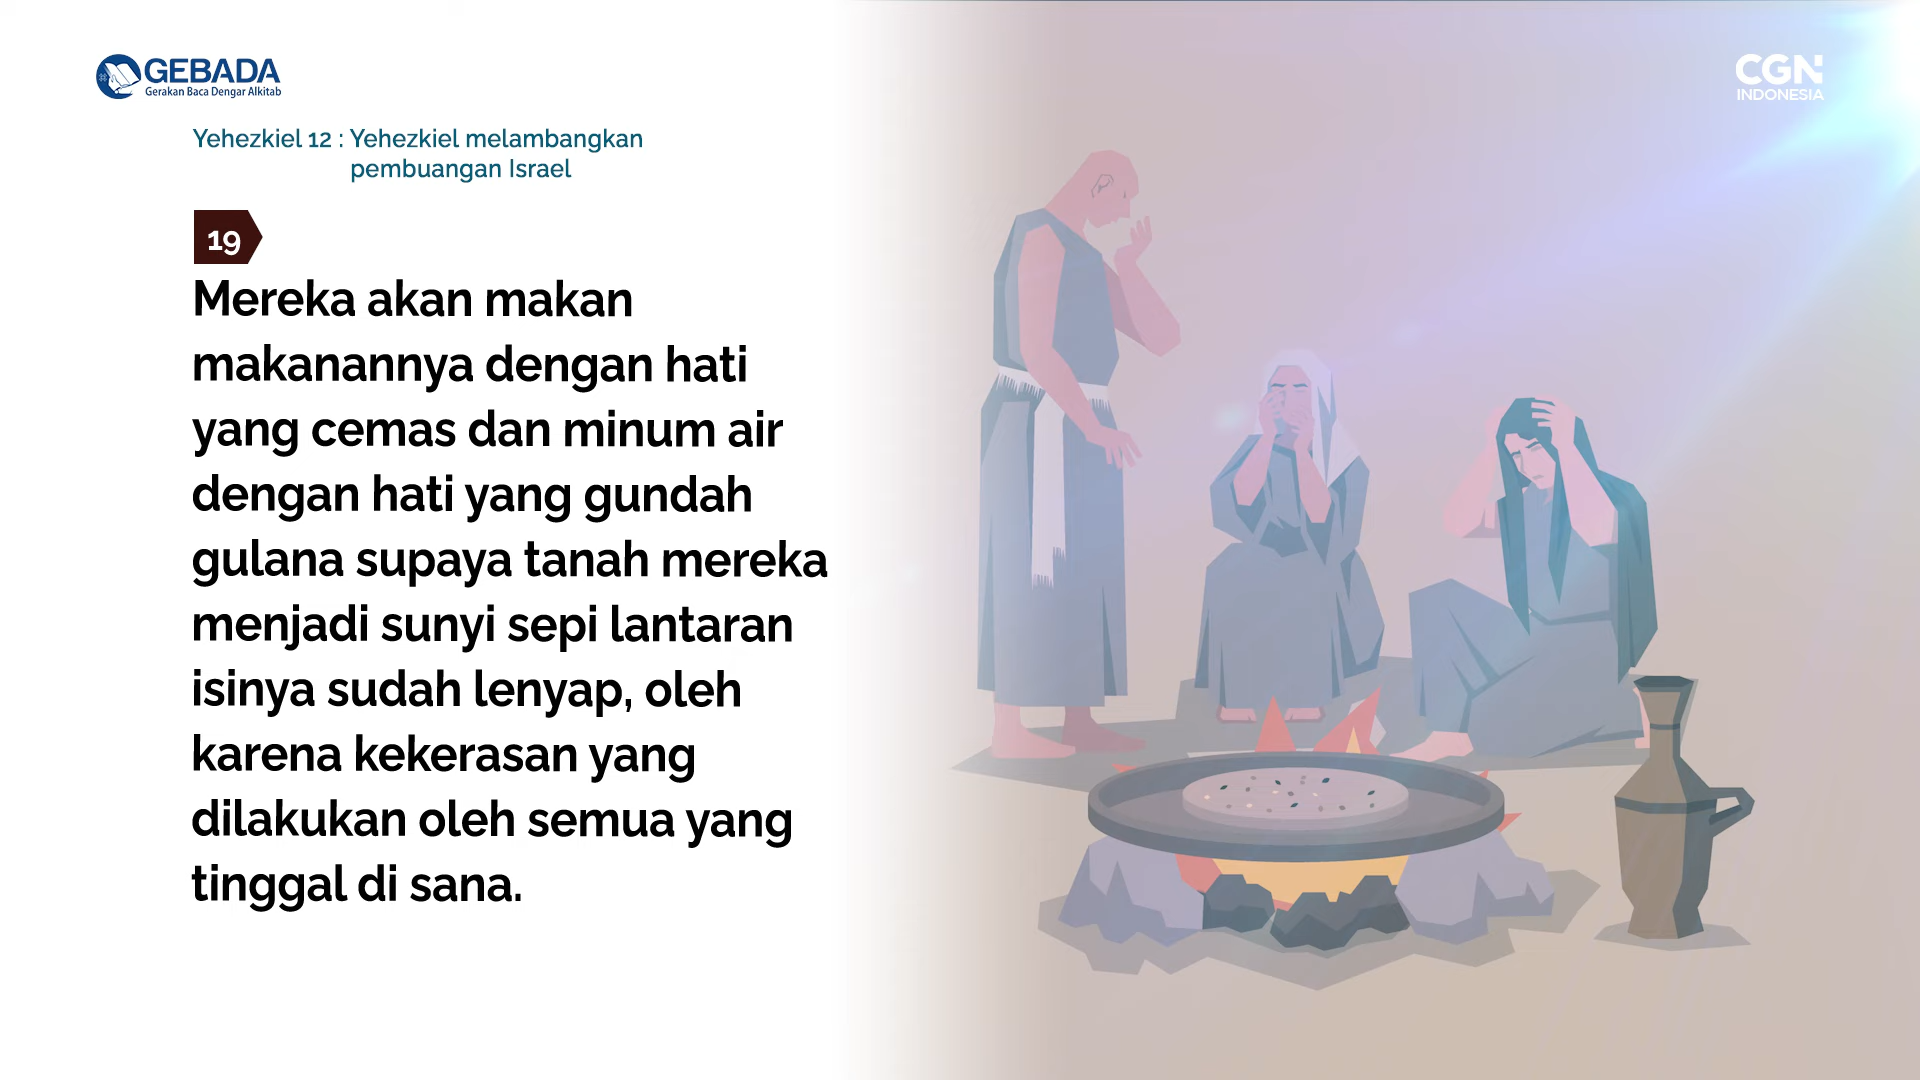 GEBADA
Gerakan Baca Dengar Alkitab
CGN
INDONESIA
Yehezkiel 12 : Yehezkiel melambangkan
pembuangan Israel
19
Mereka akan makan
makanannya dengan hati
yang cemas dan minum air
dengan hati yang gundah
gulana supaya tanah mereka
menjadi sunyi sepi lantaran
isinya sudah lenyap, oleh
karena kekerasan yang
dilakukan oleh semua yang
tinggal di sana.